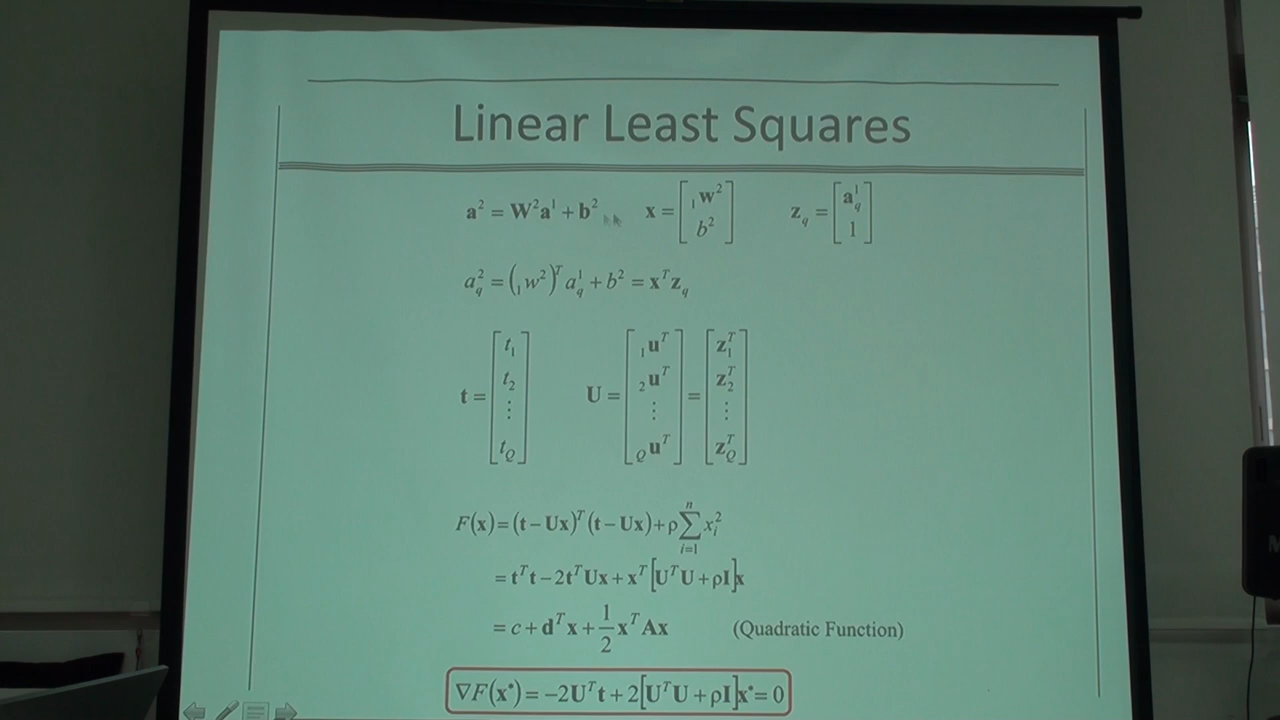 Linear Least Squares
a² = W²a¹ + b² x = [₁w² b²] z_q = [a¹_q 1]
a²_q = (₁w²)ᵀ a¹_q + b² = xᵀz_q
t = [t₁ t₂ ⋮ t_Q] U = [₁uᵀ ₂uᵀ ⋮ _Quᵀ] = [z₁ᵀ z₂ᵀ ⋮ z_Qᵀ]
F(x) = (t − Ux)ᵀ (t − Ux) + ρ∑ⁿᵢ₌₁ xᵢ²
= tᵀt − 2tᵀUx + xᵀ[UᵀU + ρI]x
= c + dᵀx + 1/2 xᵀAx (Quadratic Function)
∇F(x*) = −2Uᵀt + 2[UᵀU + ρI]x* = 0